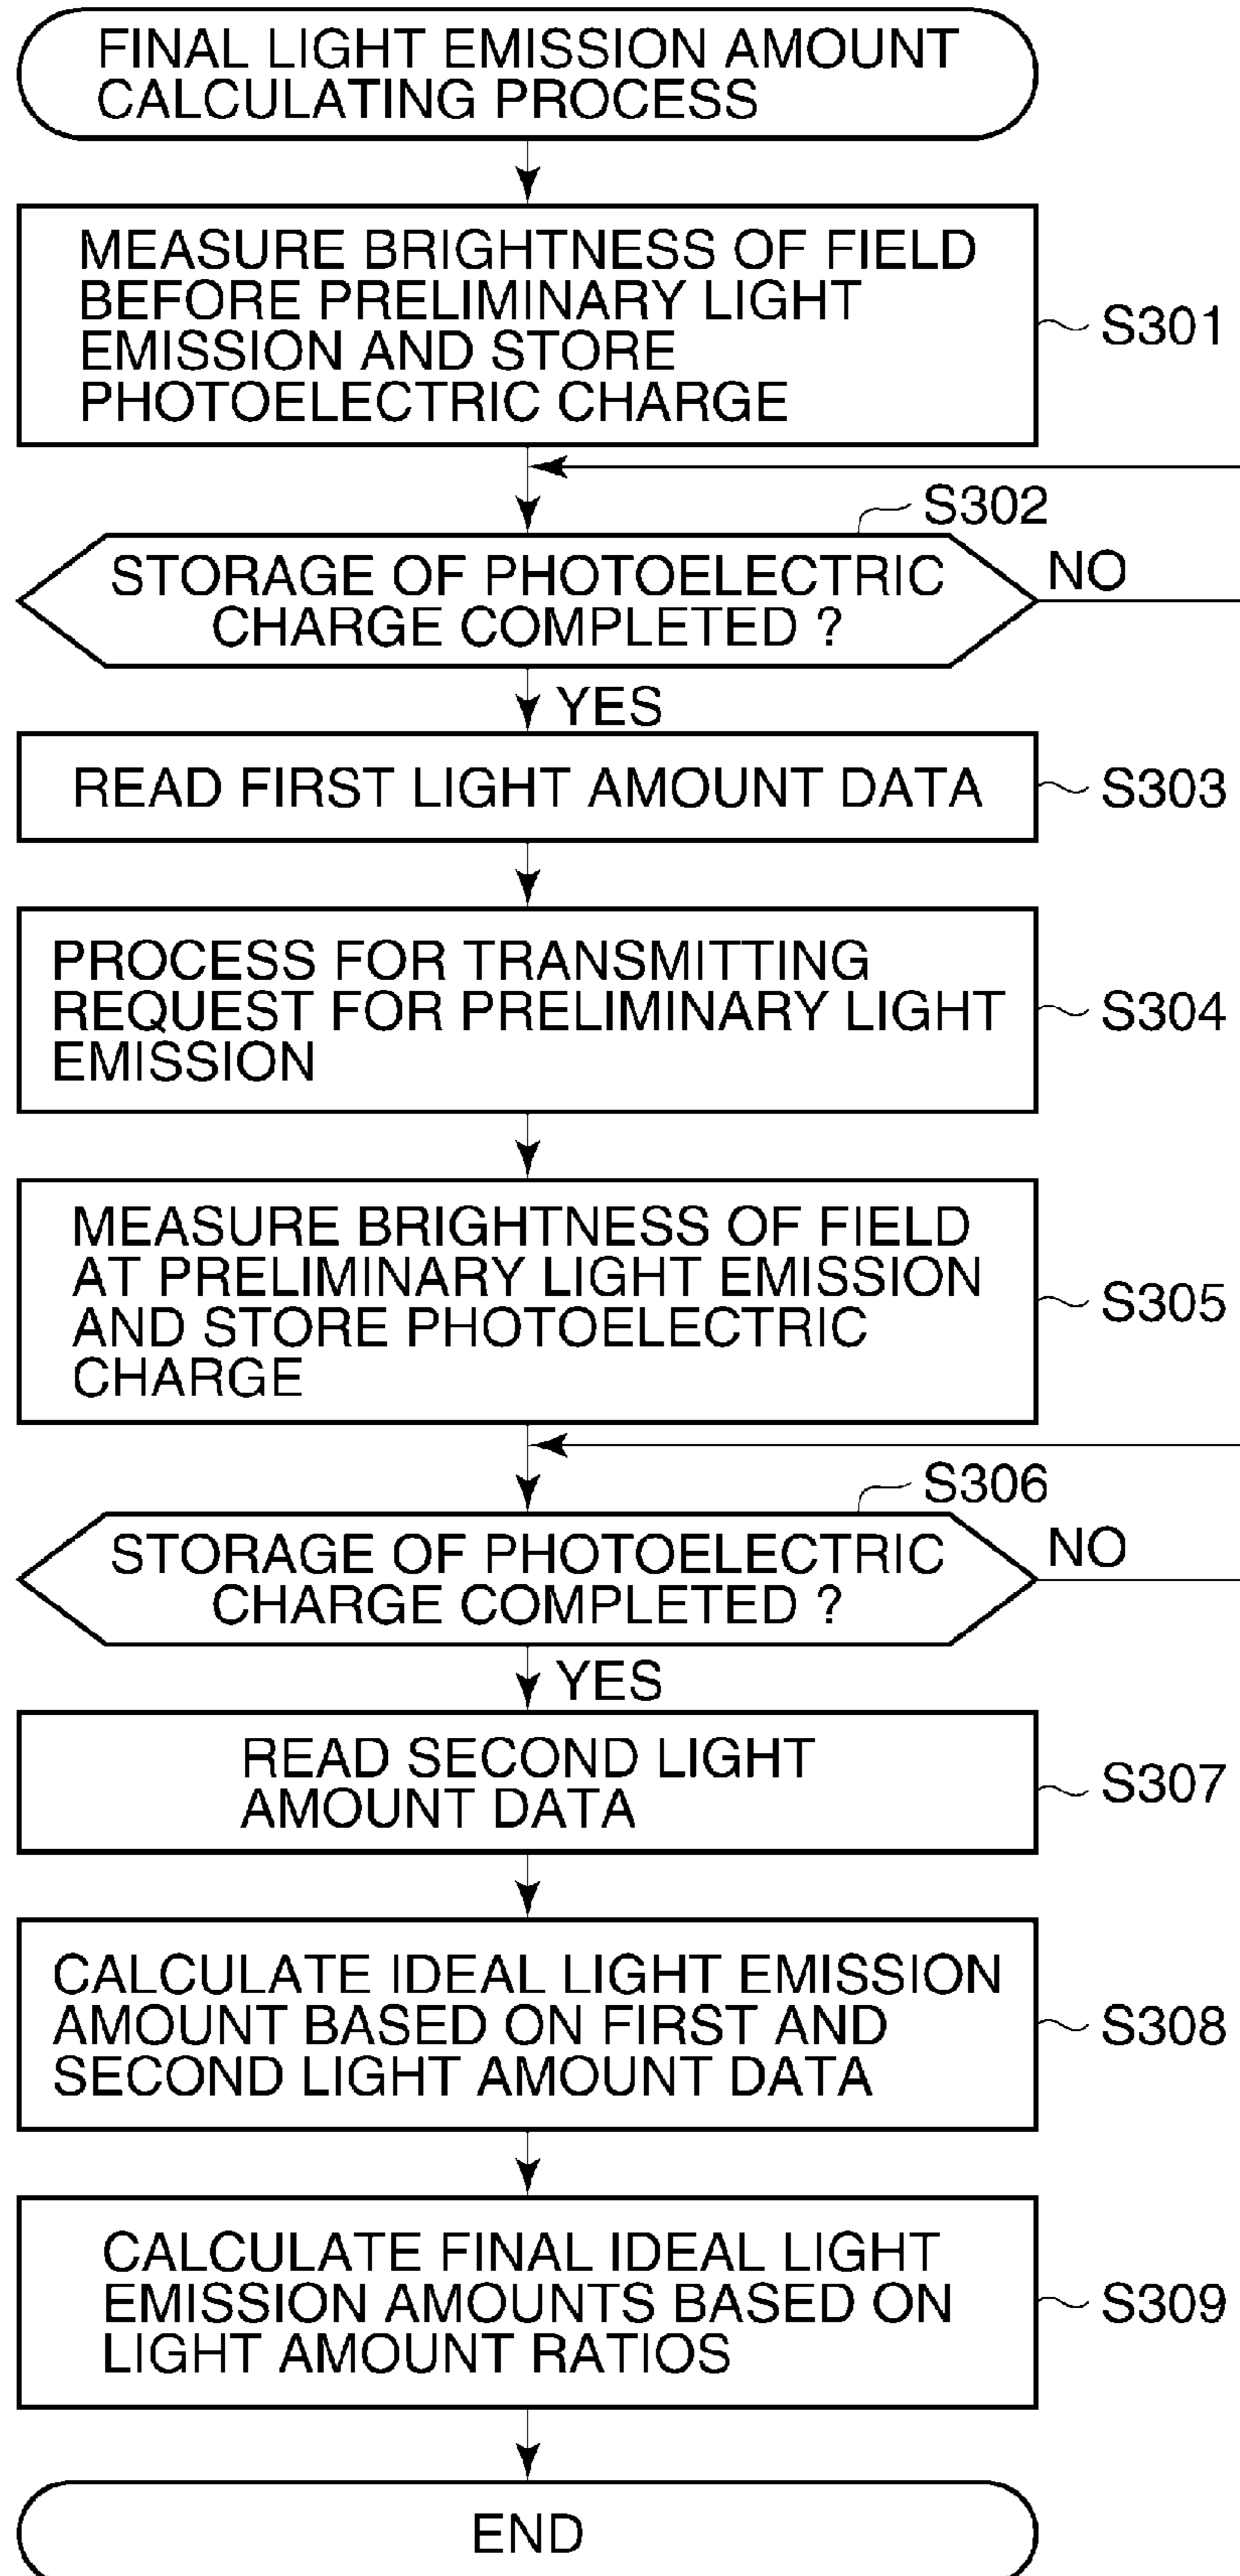 FINAL LIGHT EMISSION AMOUNT
CALCULATING PROCESS
MEASURE BRIGHTNESS OF FIELD
BEFORE PRELIMINARY LIGHT
EMISSION AND STORE
PHOTOELECTRIC CHARGE
S301
S302
STORAGE OF PHOTOELECTRIC
CHARGE COMPLETED ?
NO
YES
READ FIRST LIGHT AMOUNT DATA
S303
PROCESS FOR TRANSMITTING
REQUEST FOR PRELIMINARY LIGHT
EMISSION
S304
MEASURE BRIGHTNESS OF FIELD
AT PRELIMINARY LIGHT EMISSION
AND STORE PHOTOELECTRIC
CHARGE
S305
S306
STORAGE OF PHOTOELECTRIC
CHARGE COMPLETED ?
NO
YES
READ SECOND LIGHT
AMOUNT DATA
S307
CALCULATE IDEAL LIGHT EMISSION
AMOUNT BASED ON FIRST AND
SECOND LIGHT AMOUNT DATA
S308
CALCULATE FINAL IDEAL LIGHT
EMISSION AMOUNTS BASED ON
LIGHT AMOUNT RATIOS
S309
END